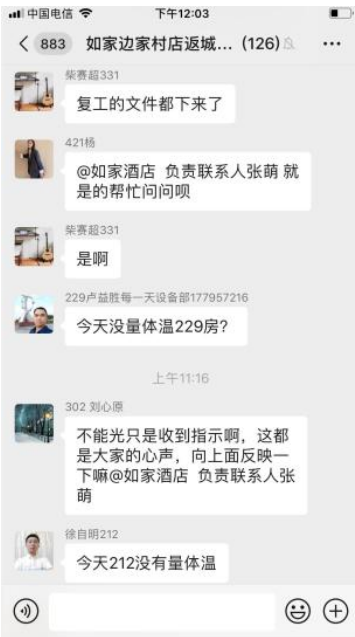 中国电信 下午12:03
883 如家边家村店返城... (126)
柴赛超331
复工的文件都下来了
421杨
@如家酒店 负责联系人张萌 就
是的帮忙问问呗
柴赛超331
是啊
229卢益胜每一天设备部177957216
今天没量体温229房?
上午11:16
302 刘心原
不能光只是收到指示啊，这都
是大家的心声，向上面反映一
下嘛@如家酒店 负责联系人张
萌
徐自明212
今天212没有量体温